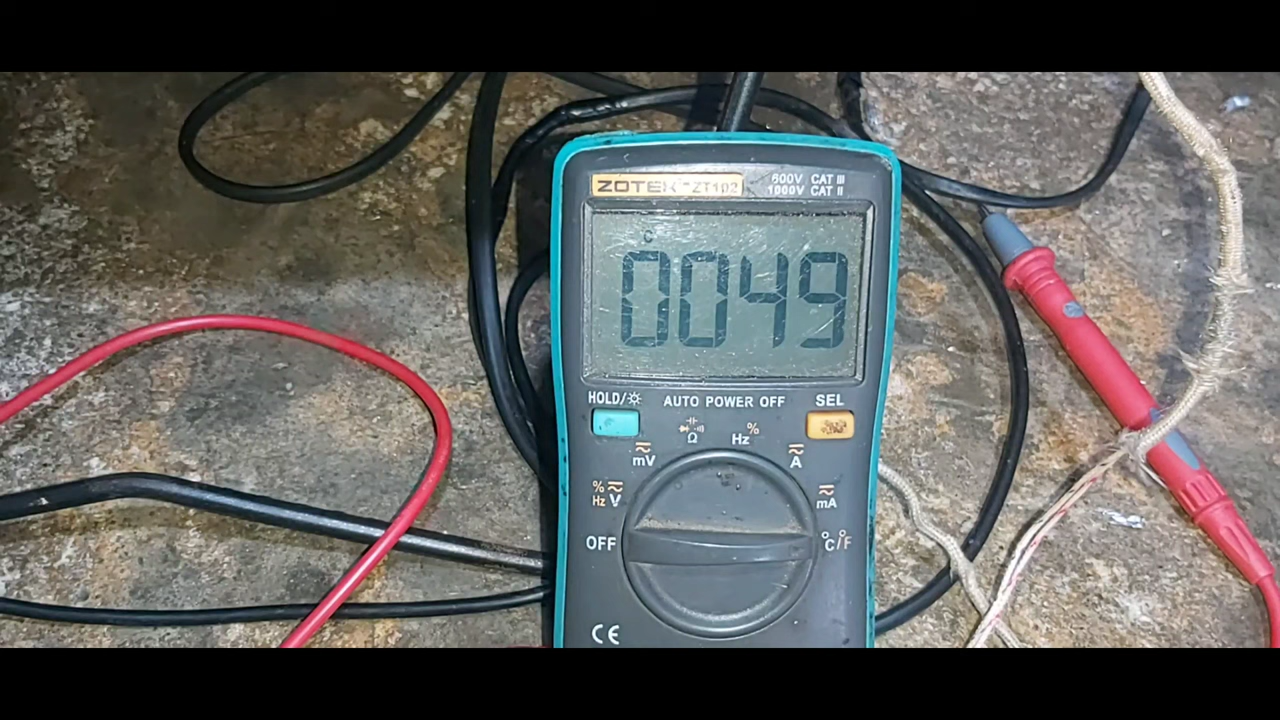 ZOTEK ZT102
600V CAT III
1000V CAT II
C
0049
HOLD/☼
AUTO POWER OFF
SEL
Ω
Hz %
mV
A
% Hz V
mA
OFF
°C/°F
CE